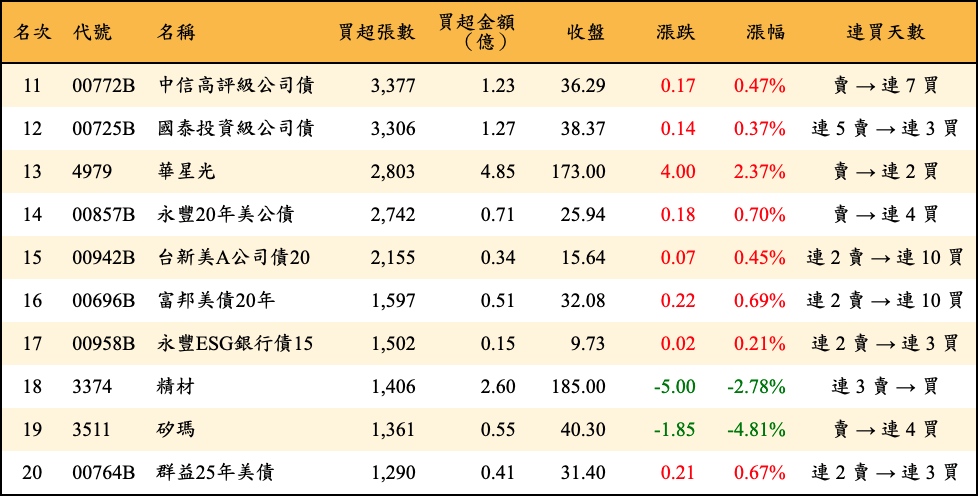 名次 代號 名稱 買超張數 買超金額（億） 收盤 漲跌 漲幅 連買天數
11 00772B 中信高評級公司債 3,377 1.23 36.29 0.17 0.47% 賣 → 連 7 買
12 00725B 國泰投資級公司債 3,306 1.27 38.37 0.14 0.37% 連 5 賣 → 連 3 買
13 4979 華星光 2,803 4.85 173.00 4.00 2.37% 賣 → 連 2 買
14 00857B 永豐20年美公債 2,742 0.71 25.94 0.18 0.70% 賣 → 連 4 買
15 00942B 台新美A公司債20 2,155 0.34 15.64 0.07 0.45% 連 2 賣 → 連 10 買
16 00696B 富邦美債20年 1,597 0.51 32.08 0.22 0.69% 連 2 賣 → 連 10 買
17 00958B 永豐ESG銀行債15 1,502 0.15 9.73 0.02 0.21% 連 2 賣 → 連 3 買
18 3374 精材 1,406 2.60 185.00 -5.00 -2.78% 連 3 賣 → 買
19 3511 矽瑪 1,361 0.55 40.30 -1.85 -4.81% 賣 → 連 4 買
20 00764B 群益25年美債 1,290 0.41 31.40 0.21 0.67% 連 2 賣 → 連 3 買